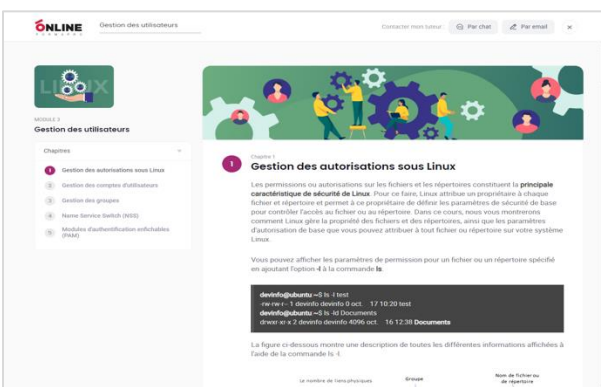 ONLINE
FORMAPRO
Gestion des utilisateurs
Contacter mon tuteur :
Par chat
Par email
×
LINUX
MODULE 3
Gestion des utilisateurs
Chapitres
1 Gestion des autorisations sous Linux
2 Gestion des comptes d'utilisateurs
3 Gestion des groupes
4 Name Service Switch (NSS)
5 Modules d'authentification enfichables
(PAM)
1
Chapitre 1
Gestion des autorisations sous Linux
Les permissions ou autorisations sur les fichiers et les répertoires constituent la principale
caractéristique de sécurité de Linux. Pour ce faire, Linux attribue un propriétaire à chaque
fichier et répertoire et permet à ce propriétaire de définir les paramètres de sécurité de base
pour contrôler l'accès au fichier ou au répertoire. Dans ce cours, nous vous montrerons
comment Linux gère la propriété des fichiers et des répertoires, ainsi que les paramètres
d'autorisation de base que vous pouvez attribuer à tout fichier ou répertoire sur votre système
Linux.
Vous pouvez afficher les paramètres de permission pour un fichier ou un répertoire spécifié
en ajoutant l'option -l à la commande ls.
devinfo@ubuntu ~$ ls -l test
-rw-rw-r-- 1 devinfo devinfo 0 oct. 17 10:20 test
devinfo@ubuntu ~$ ls -ld Documents
drwxr-xr-x 2 devinfo devinfo 4096 oct. 16 12:38 Documents
La figure ci-dessous montre une description de toutes les différentes informations affichées à
l'aide de la commande ls -l
Le nombre de liens physiques
Groupe
Nom de fichier ou
de répertoire